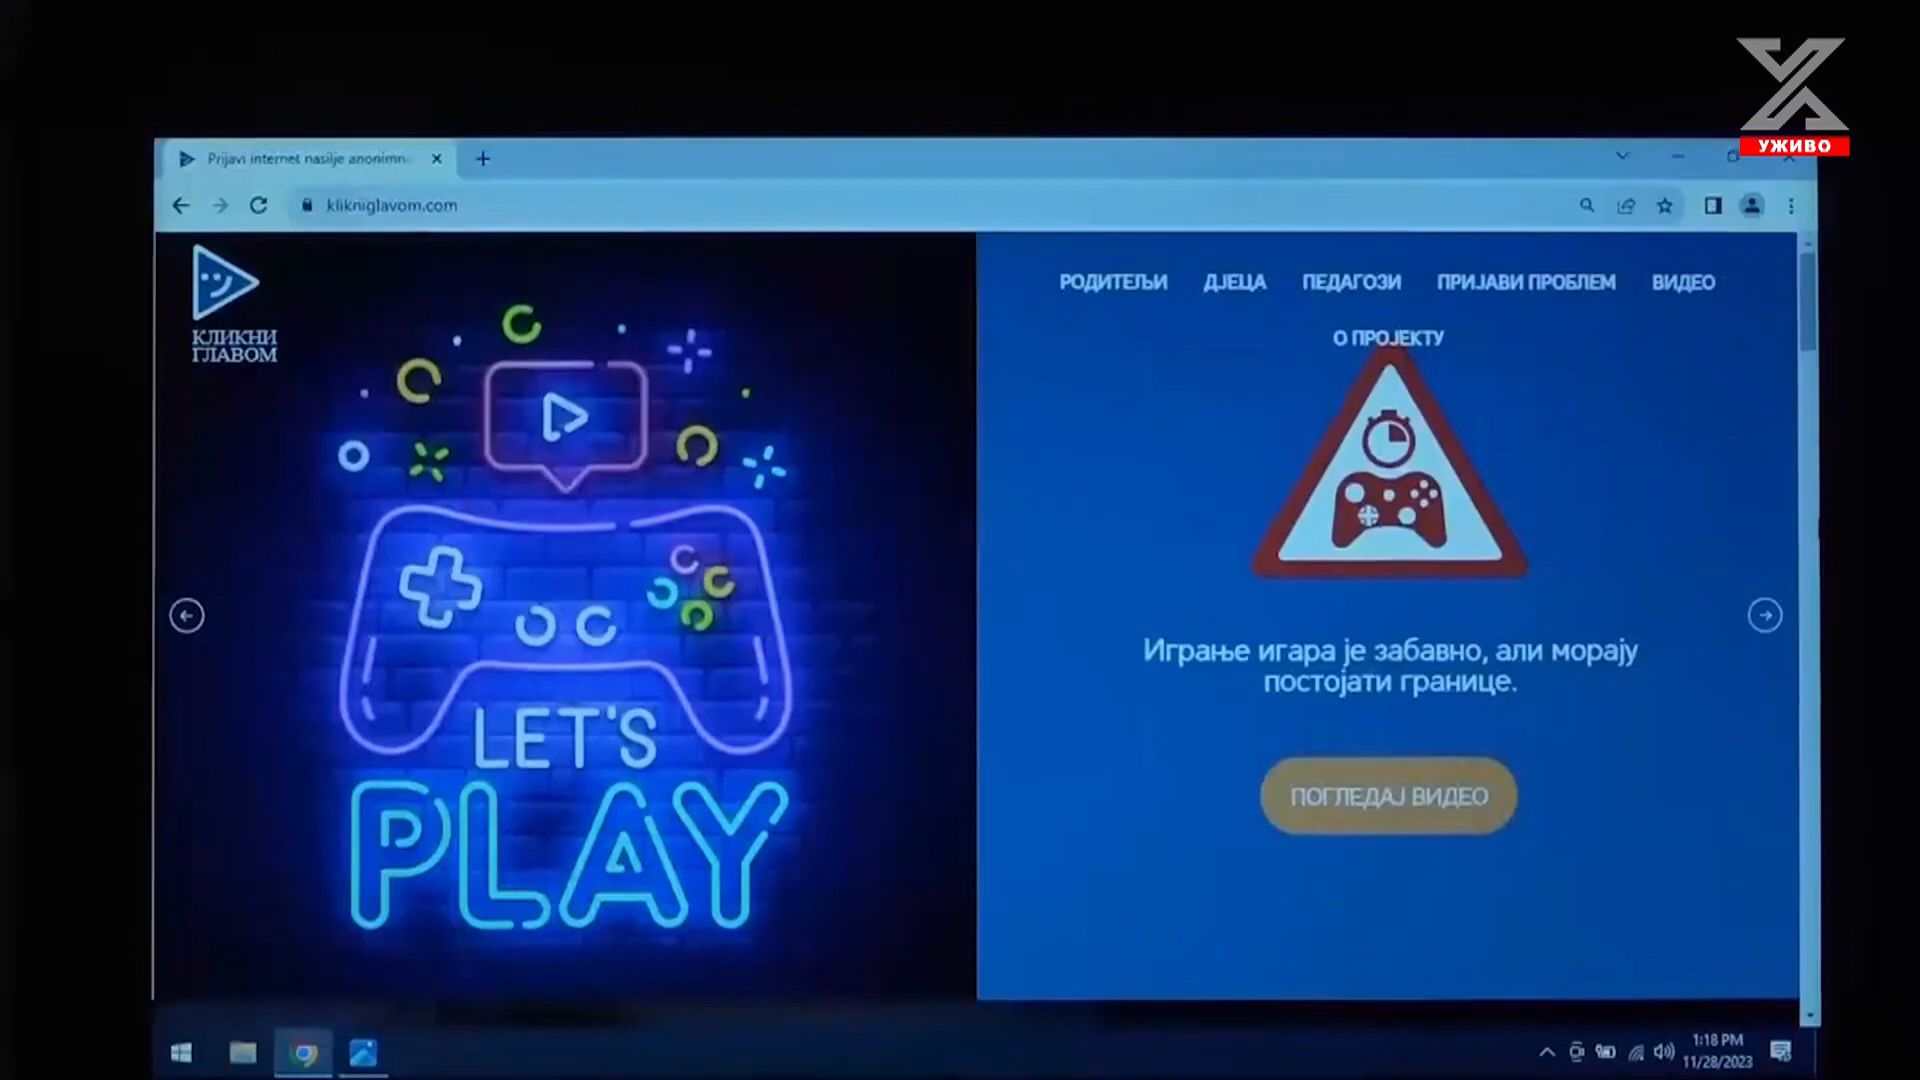 УЖИВО
Prijavi internet nasilje anonimn
klikniglavom.com
КЛИКНИ
ГЛАВОМ
РОДИТЕЉИ ДЈЕЦА ПЕДАГОЗИ ПРИЈАВИ ПРОБЛЕМ ВИДЕО
О ПРОЈЕКТУ
LET'S
PLAY
Играње игара је забавно, али морају
постојати границе.
ПОГЛЕДАЈ ВИДЕО
1:18 PM
11/28/2023